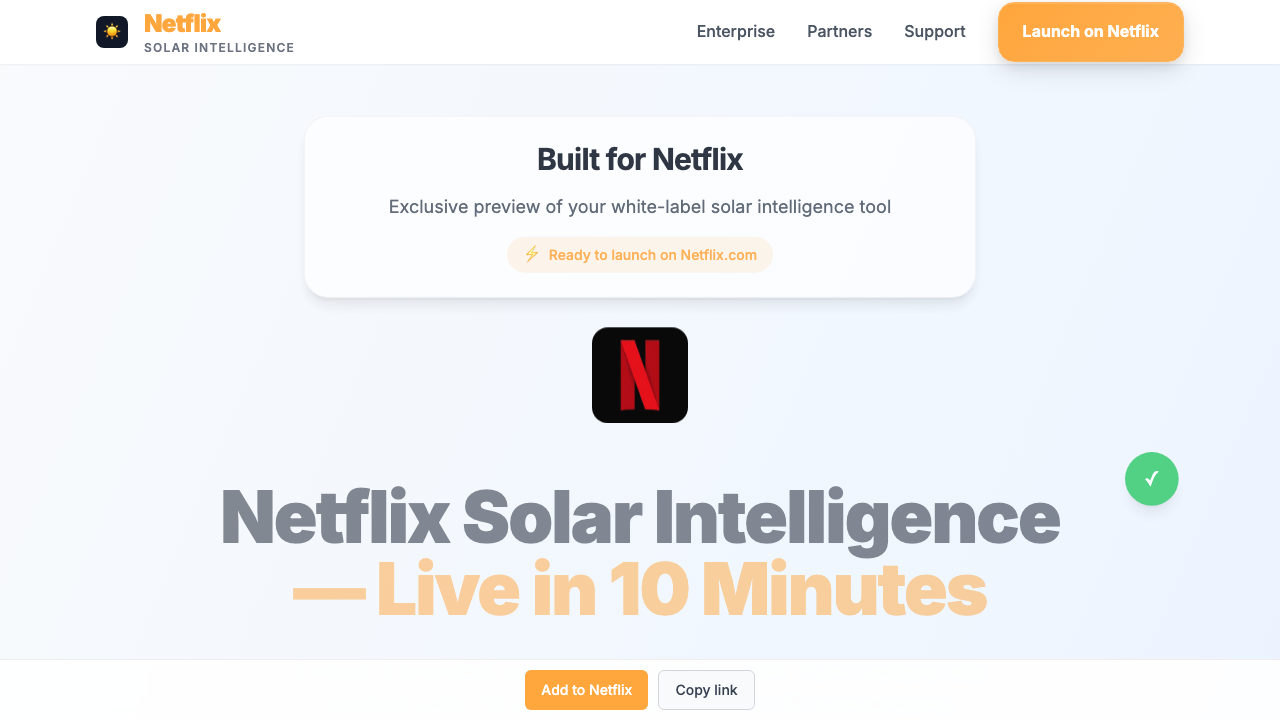 Netflix
SOLAR INTELLIGENCE
Enterprise
Partners
Support
Launch on Netflix
Built for Netflix
Exclusive preview of your white-label solar intelligence tool
Ready to launch on Netflix.com
N
Netflix Solar Intelligence
— Live in 10 Minutes
Add to Netflix
Copy link